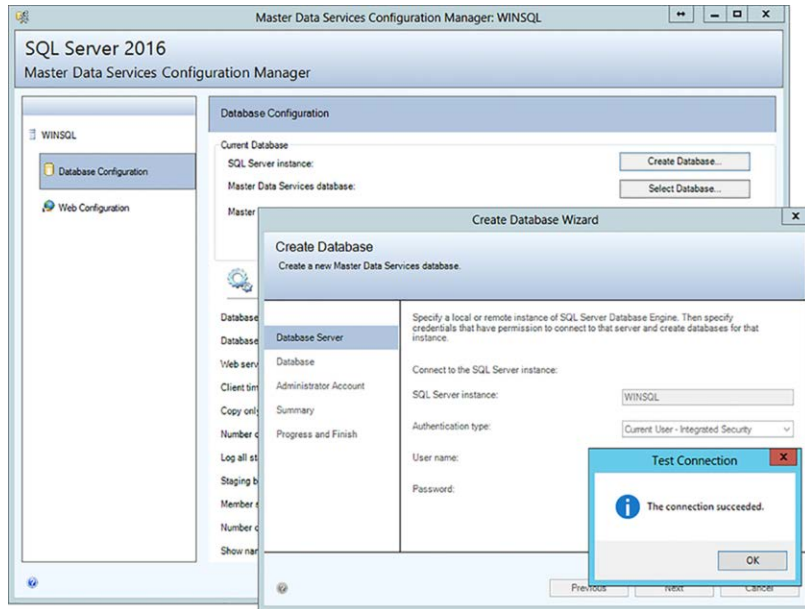 Master Data Services Configuration Manager: WINSQL
SQL Server 2016
Master Data Services Configuration Manager
WINSQL
Database Configuration
Web Configuration
Database Configuration
Current Database
SQL Server instance:
Create Database...
Master Data Services database:
Select Database...
Master
Database
Database
Web serv
Client tim
Copy only
Number o
Log all st
Staging b
Member
Number o
Show nar
Create Database Wizard
Create Database
Create a new Master Data Services database.
Database Server
Database
Administrator Account
Summary
Progress and Finish
Specify a local or remote instance of SQL Server Database Engine. Then specify
credentials that have permission to connect to that server and create databases for that
instance.
Connect to the SQL Server instance:
SQL Server instance:
WINSQL
Authentication type:
Current User - Integrated Security
User name:
Password:
Test Connection
The connection succeeded.
OK
Previous
Next
Cancel